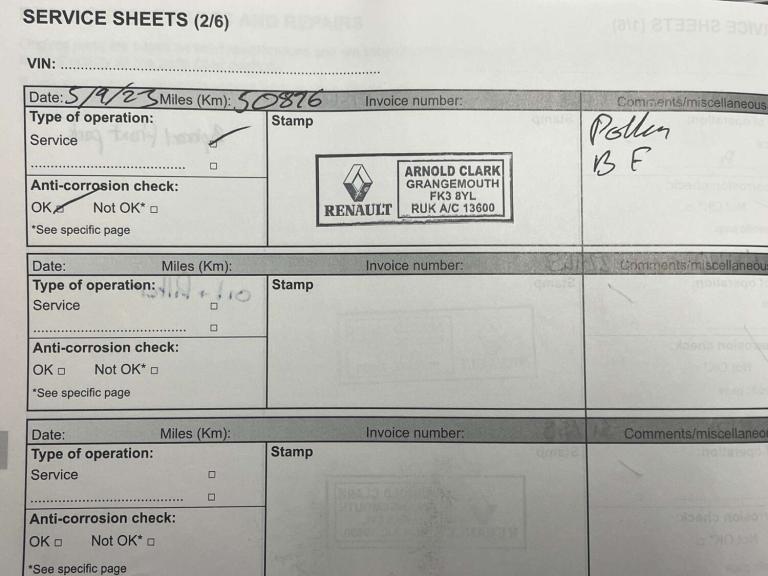 SERVICE SHEETS (2/6)
VIN:
Date: 5/9/23 Miles (Km): 50876 Invoice number: Comments/miscellaneous
Type of operation: Stamp
Service
Pollen
B F
ARNOLD CLARK
GRANGEMOUTH
FK3 8YL
RUK A/C 13600
RENAULT
Anti-corrosion check:
OK Not OK*
*See specific page
Date: Miles (Km): Invoice number: Comments/miscellaneous
Type of operation: Stamp
Service
Anti-corrosion check:
OK Not OK*
*See specific page
Date: Miles (Km): Invoice number: Comments/miscellaneo
Type of operation: Stamp
Service
Anti-corrosion check:
OK Not OK*
*See specific page